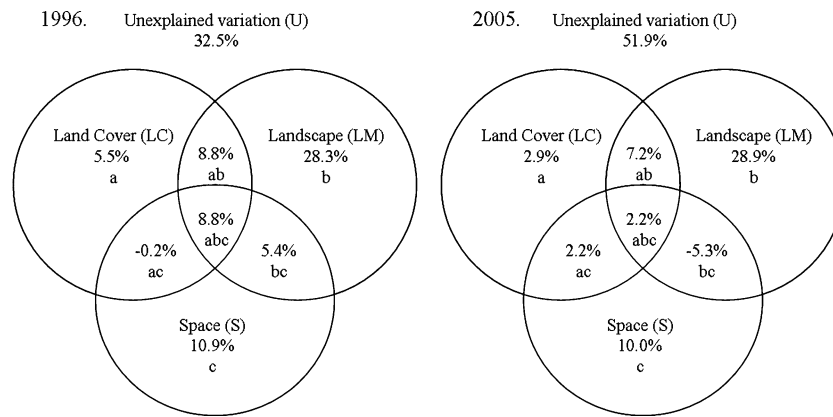 1996.
Unexplained variation (U)
32.5%
Land Cover (LC)
5.5%
a
8.8%
ab
Landscape (LM)
28.3%
b
8.8%
abc
-0.2%
ac
5.4%
bc
Space (S)
10.9%
c
2005.
Unexplained variation (U)
51.9%
Land Cover (LC)
2.9%
a
7.2%
ab
Landscape (LM)
28.9%
b
2.2%
abc
2.2%
ac
-5.3%
bc
Space (S)
10.0%
c